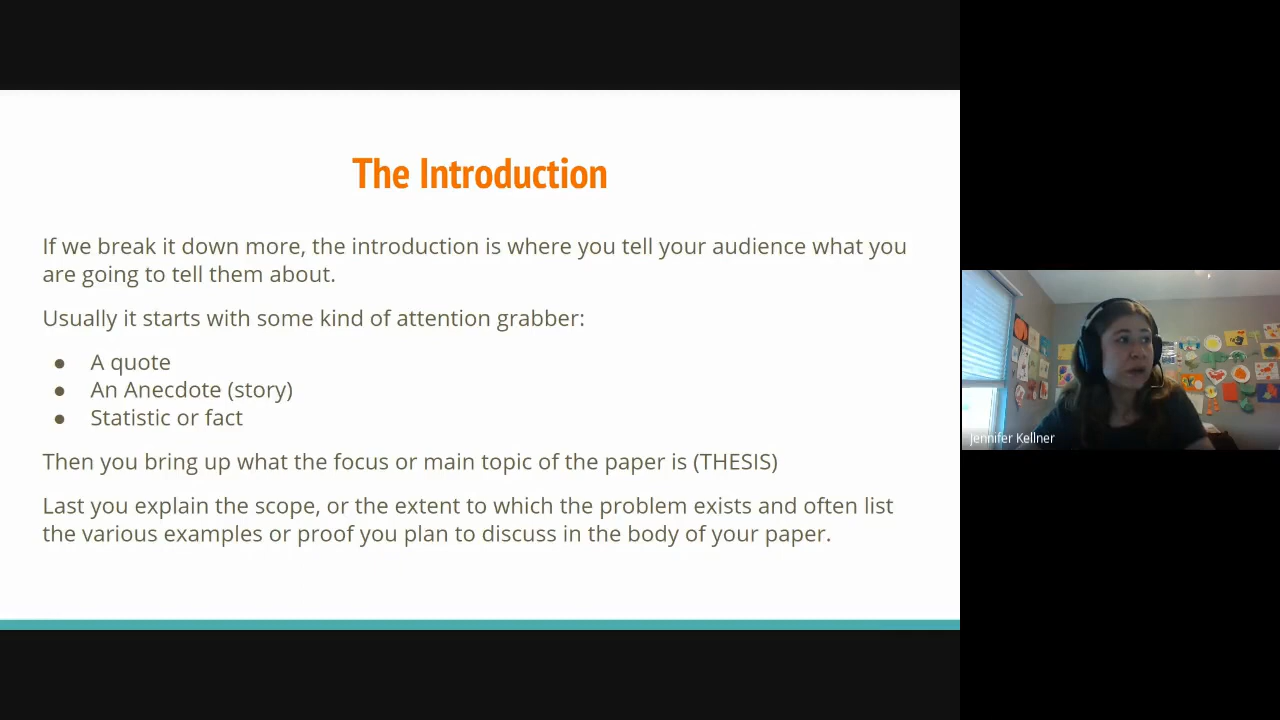 The Introduction
If we break it down more, the introduction is where you tell your audience what you
are going to tell them about.
Usually it starts with some kind of attention grabber:
● A quote
● An Anecdote (story)
● Statistic or fact
Then you bring up what the focus or main topic of the paper is (THESIS)
Last you explain the scope, or the extent to which the problem exists and often list
the various examples or proof you plan to discuss in the body of your paper.
Jennifer Kellner